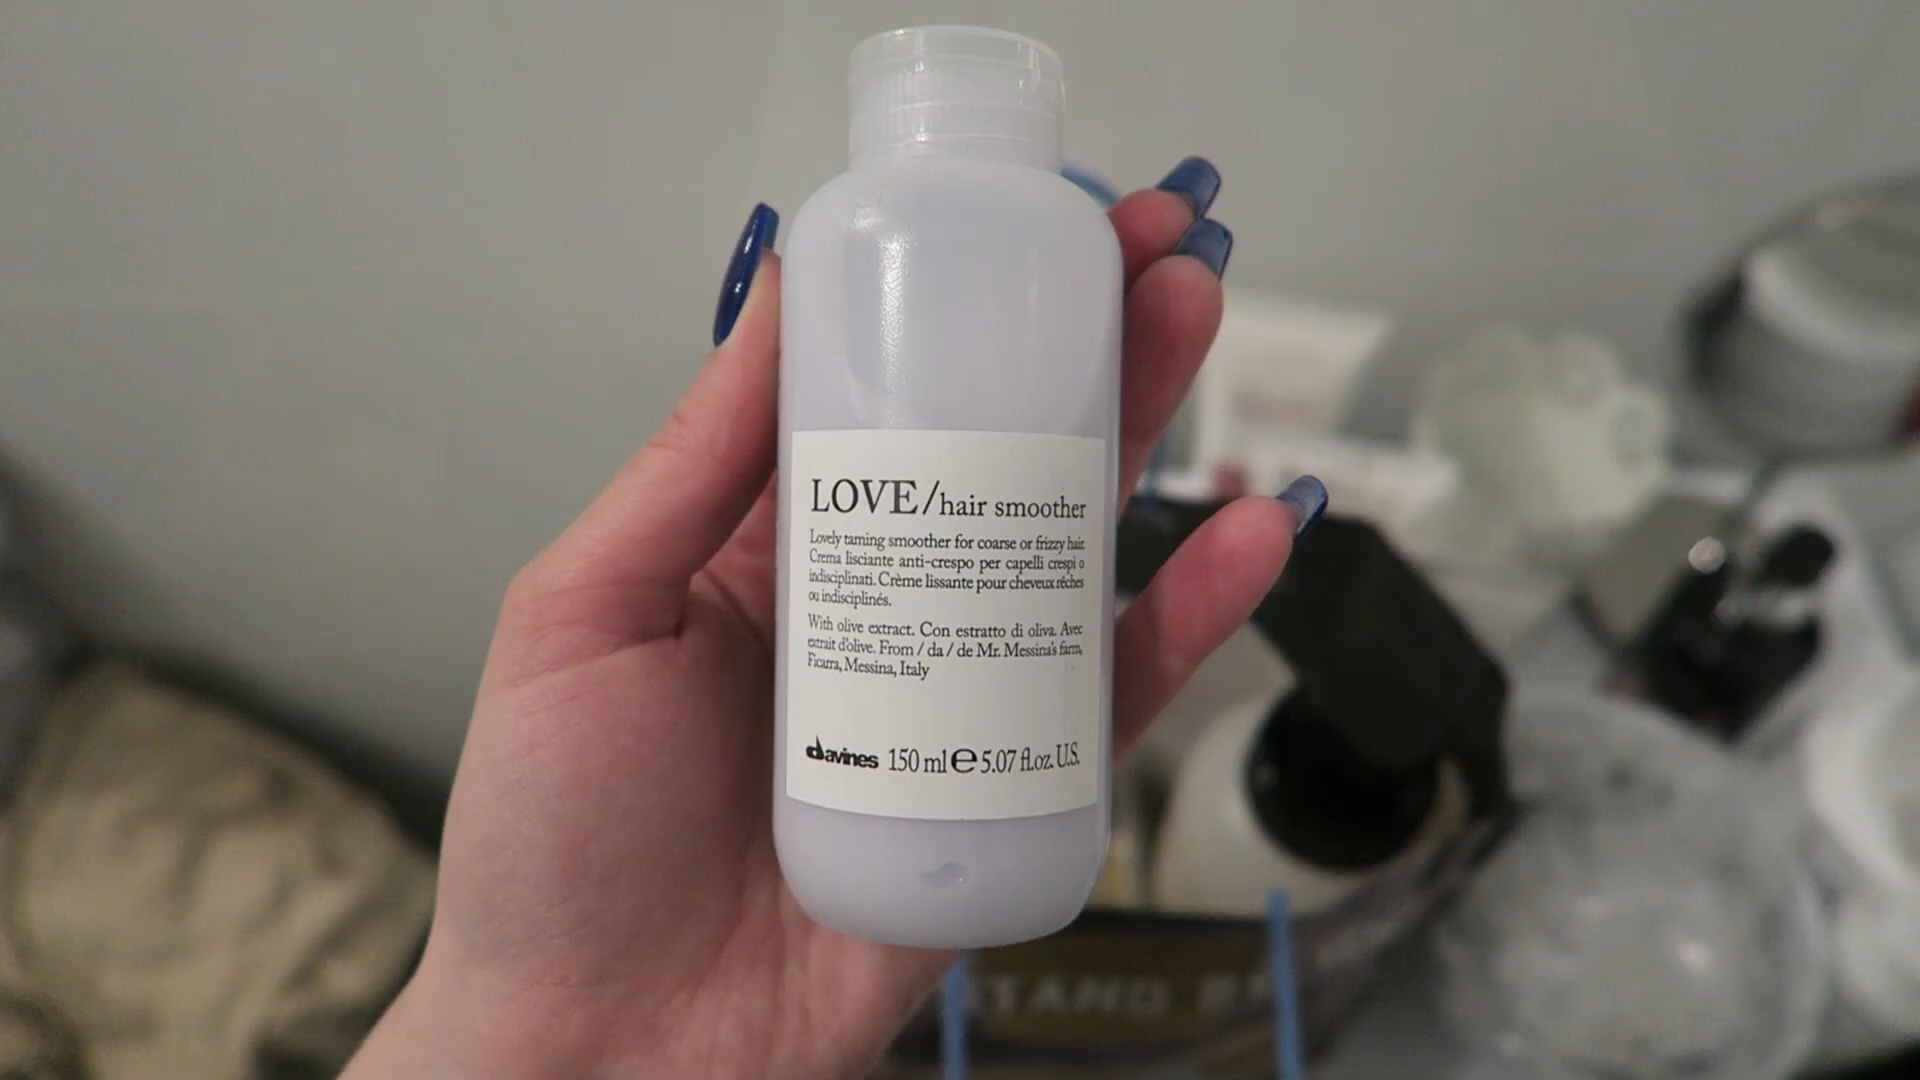 LOVE/hair smoother
Lovely taming smoother for coarse or frizzy hair.
Crema lisciante anti-crespo per capelli crespi o
indisciplinati. Crème lissante pour cheveux rêches
ou indisciplinés.
With olive extract. Con estratto di oliva. Avec
extrait d'olive. From / da / de Mr. Messina's farm,
Ficarra, Messina, Italy
davines 150 ml ℮ 5.07 fl.oz. U.S.